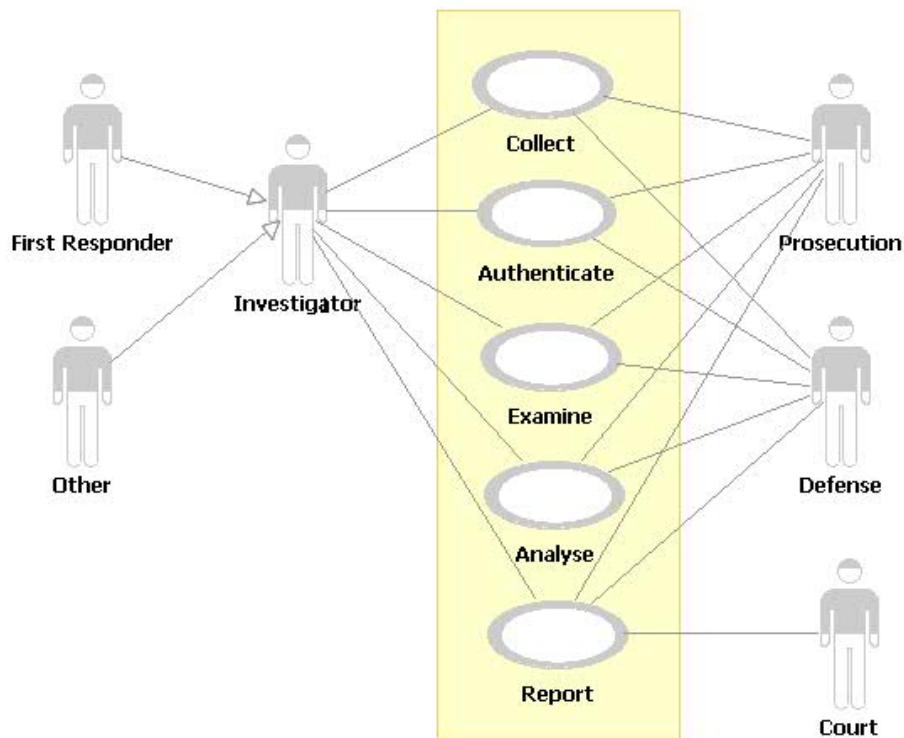 Collect
First Responder
Prosecution
Authenticate
Investigator
Examine
Other
Defense
Analyse
Report
Court